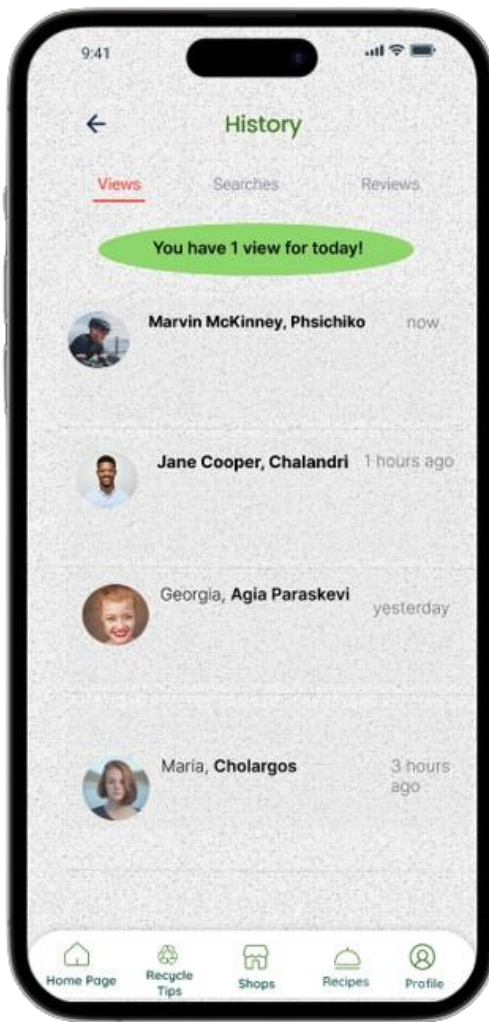 9:41
History
Views Searches Reviews
You have 1 view for today!
Marvin McKinney, Phsichiko now
Jane Cooper, Chalandri 1 hours ago
Georgia, Agia Paraskevi yesterday
Maria, Cholargos 3 hours
ago
Home Page Recycle Shops Recipes Profile
Tips